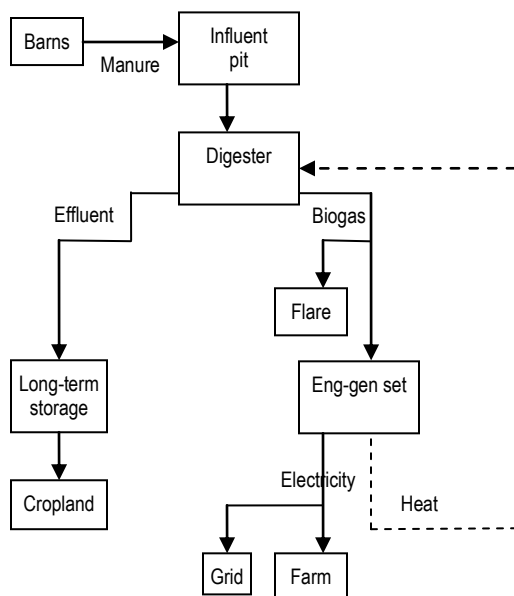 Barns
Influent
pit
Manure
Digester
Effluent
Biogas
Flare
Long-term
storage
Eng-gen set
Cropland
Electricity
Heat
Grid
Farm